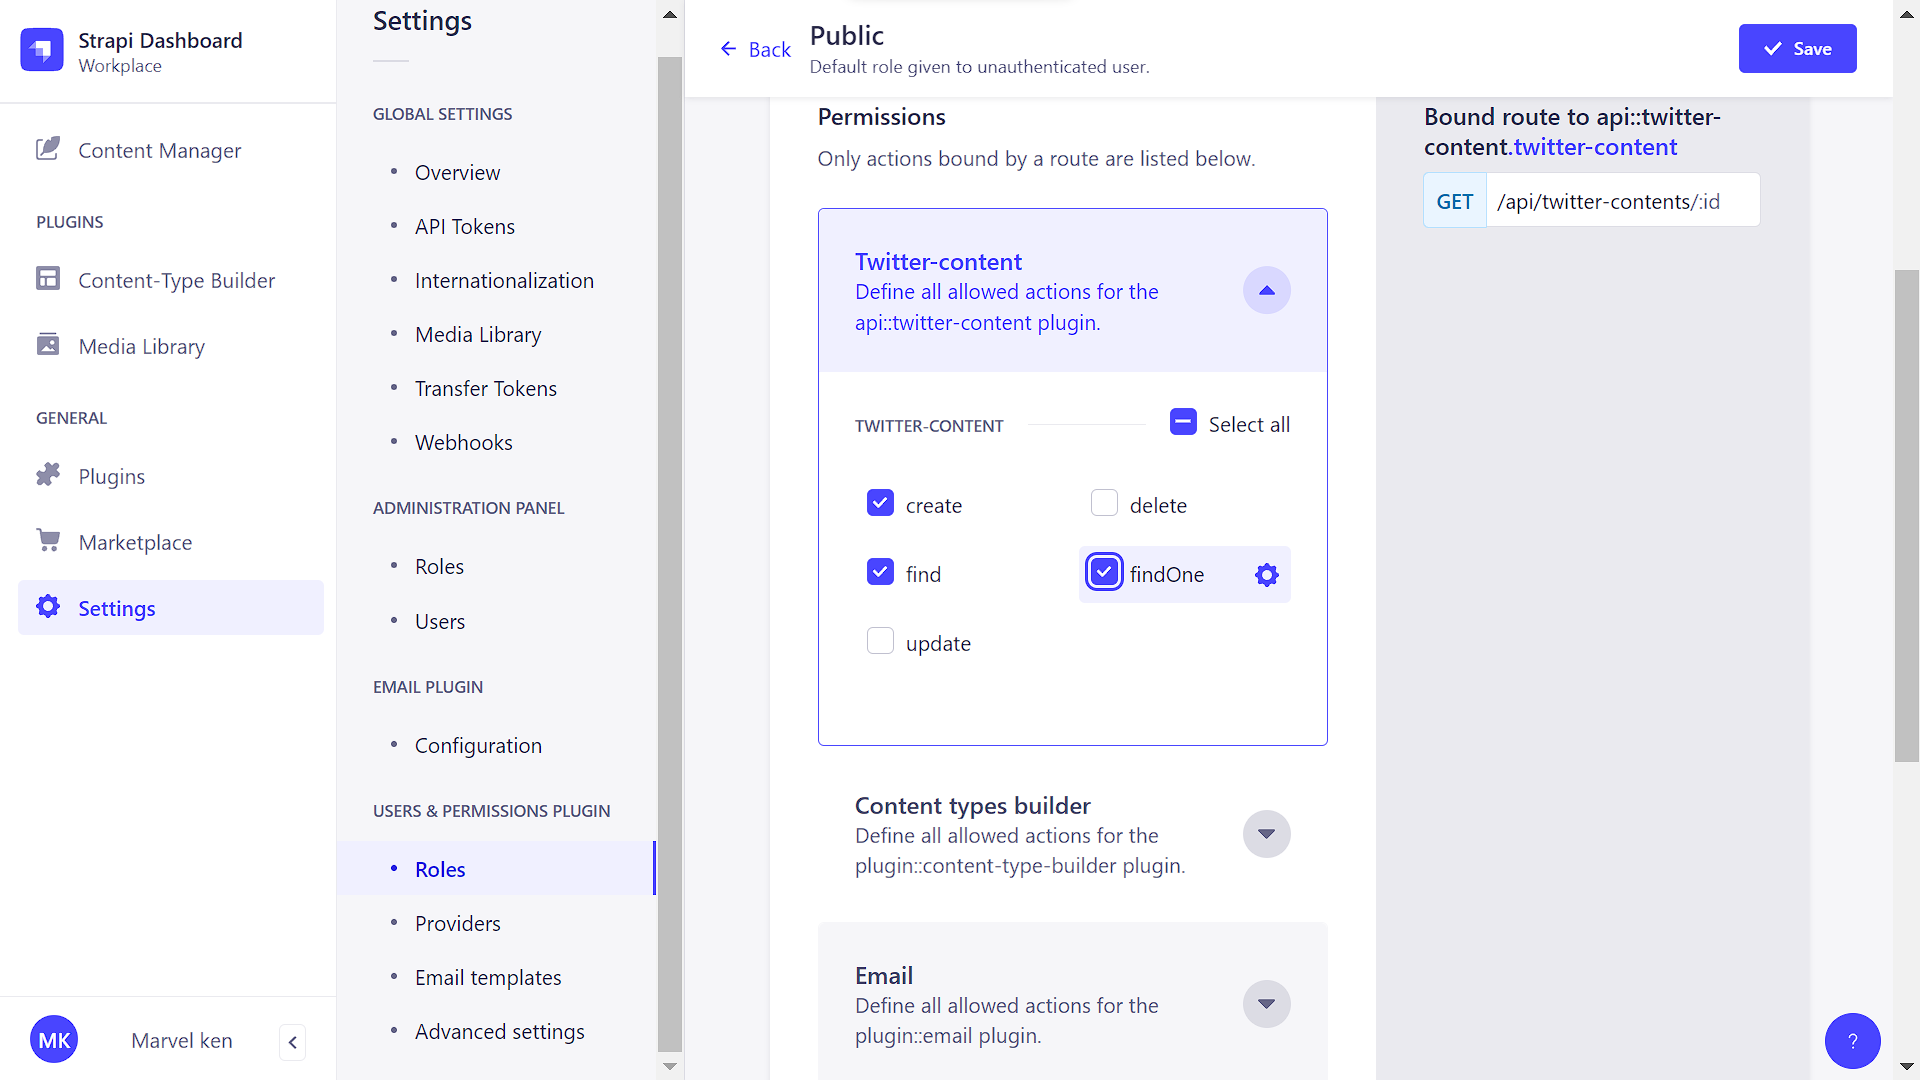 Strapi Dashboard
Workplace
Content Manager
PLUGINS
Content-Type Builder
Media Library
GENERAL
Plugins
Marketplace
Settings
MK
Marvel ken
Settings
GLOBAL SETTINGS
Overview
API Tokens
Internationalization
Media Library
Transfer Tokens
Webhooks
ADMINISTRATION PANEL
Roles
Users
EMAIL PLUGIN
Configuration
USERS & PERMISSIONS PLUGIN
Roles
Providers
Email templates
Advanced settings
Back
Public
Default role given to unauthenticated user.
Save
Permissions
Only actions bound by a route are listed below.
Twitter-content
Define all allowed actions for the
api::twitter-content plugin.
TWITTER-CONTENT
Select all
create
delete
find
findOne
update
Content types builder
Define all allowed actions for the
plugin::content-type-builder plugin.
Email
Define all allowed actions for the
plugin::email plugin.
Bound route to api::twitter-
content.twitter-content
GET /api/twitter-contents/:id
?